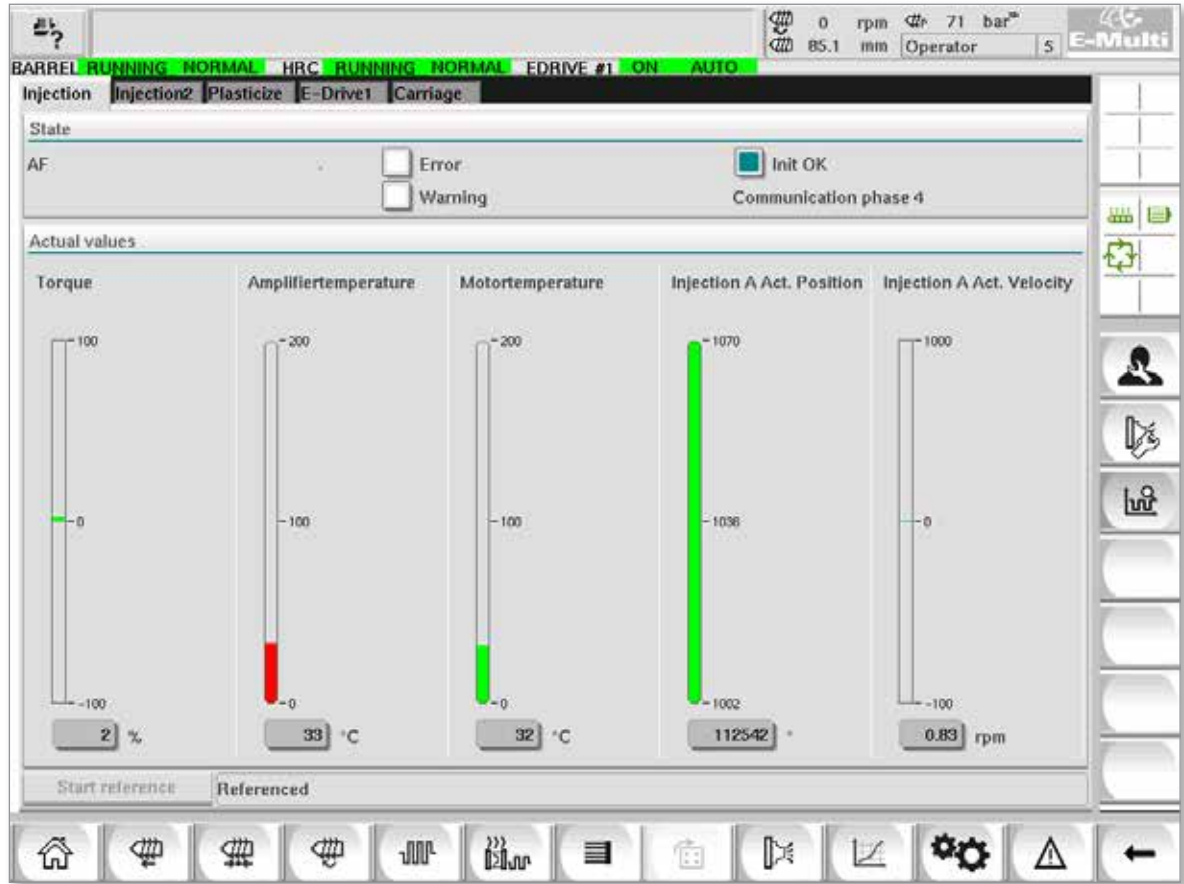 ? 0 rpm 71 bar
85.1 mm Operator 5 E-Multi
BARREL RUNNING NORMAL HRC RUNNING NORMAL EDRIVE #1 ON AUTO
Injection Injection2 Plasticize E-Drive1 Carriage
State
AF Error Init OK
Warning Communication phase 4
Actual values
Torque Amplifiertemperature Motortemperature Injection A Act. Position Injection A Act. Velocity
100 200 200 1070 1000
0 100 100 1036 0
-100 0 0 1002 -100
2 % 33 °C 32 °C 112542 ° 0.83 rpm
Start reference Referenced